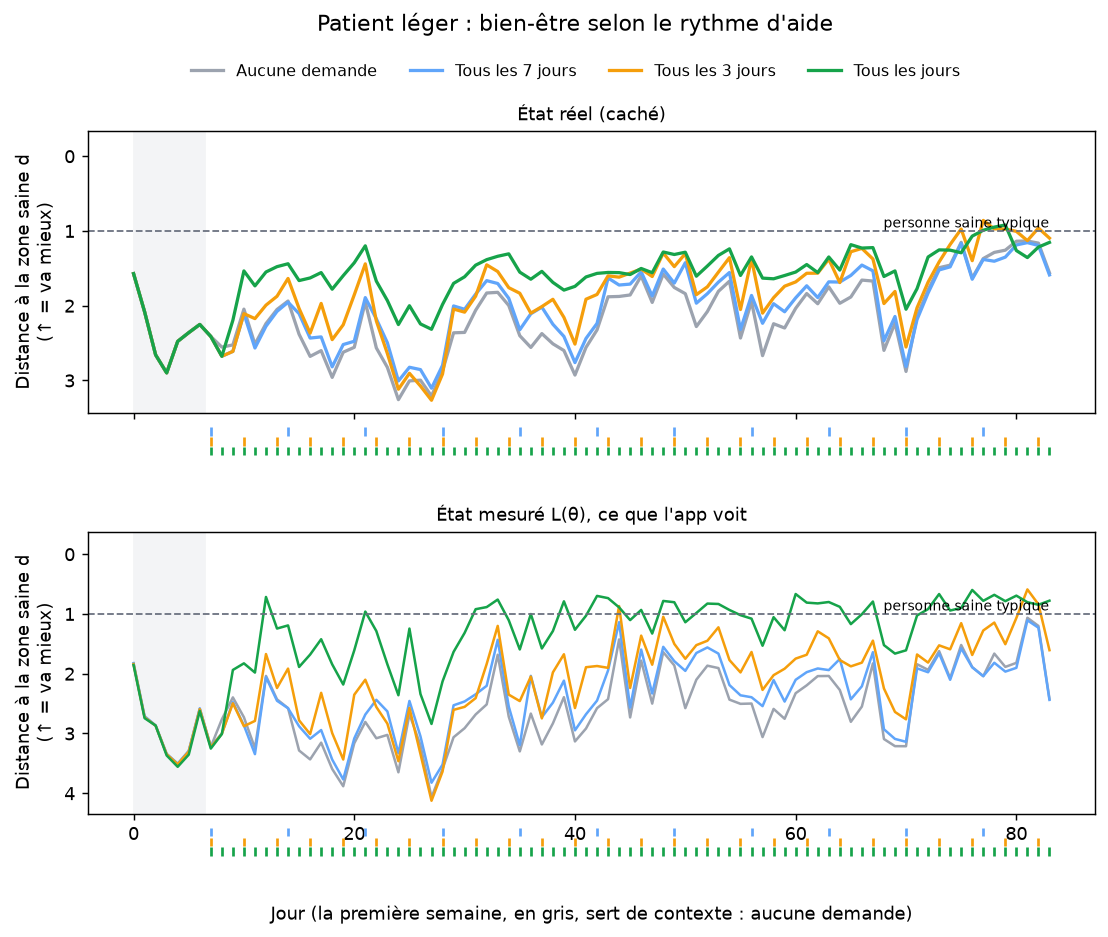 Patient léger : bien-être selon le rythme d'aide
Aucune demande
Tous les 7 jours
Tous les 3 jours
Tous les jours
État réel (caché)
Distance à la zone saine d
(↑ = va mieux)
0
1
2
3
personne saine typique
État mesuré L(θ), ce que l'app voit
Distance à la zone saine d
(↑ = va mieux)
0
1
2
3
4
personne saine typique
0
20
40
60
80
Jour (la première semaine, en gris, sert de contexte : aucune demande)